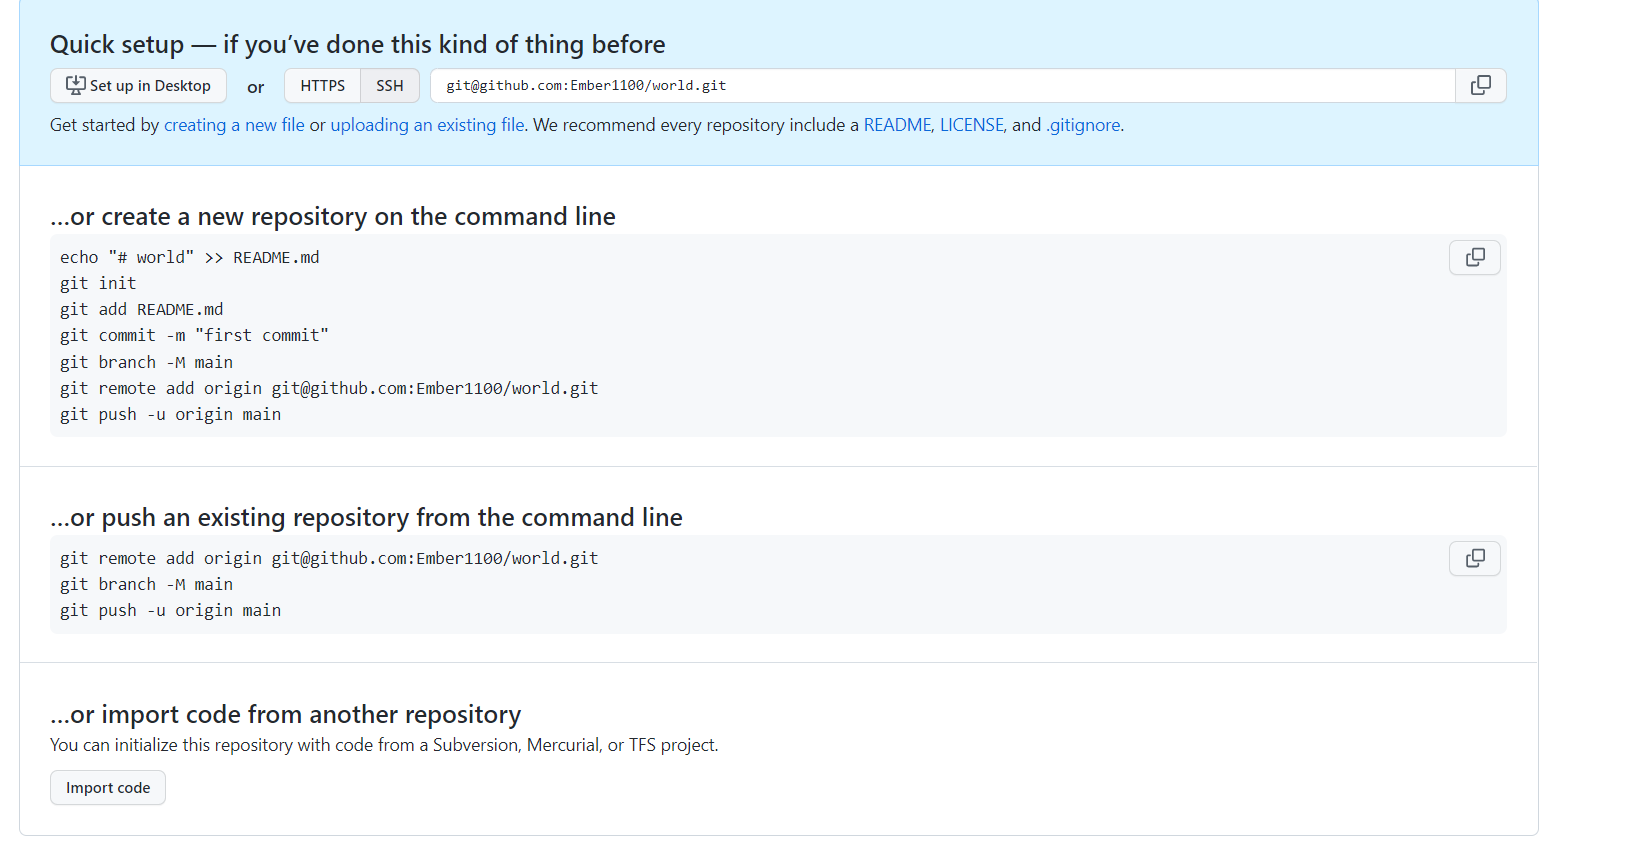 Quick setup — if you’ve done this kind of thing before
Set up in Desktop or HTTPS SSH git@github.com:Ember1100/world.git
Get started by creating a new file or uploading an existing file. We recommend every repository include a README, LICENSE, and .gitignore.
…or create a new repository on the command line
echo "# world" >> README.md
git init
git add README.md
git commit -m "first commit"
git branch -M main
git remote add origin git@github.com:Ember1100/world.git
git push -u origin main
…or push an existing repository from the command line
git remote add origin git@github.com:Ember1100/world.git
git branch -M main
git push -u origin main
…or import code from another repository
You can initialize this repository with code from a Subversion, Mercurial, or TFS project.
Import code